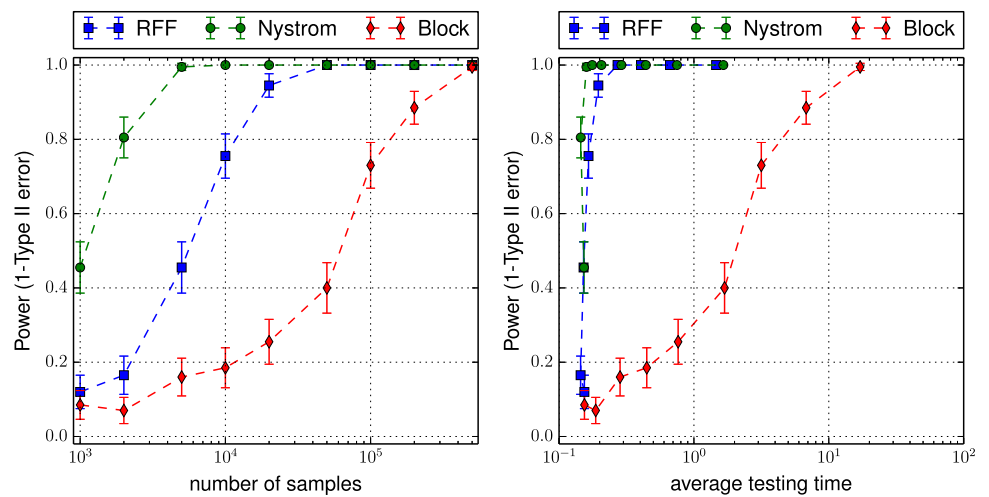 RFF Nystrom Block
1.0
0.8
0.6
0.4
0.2
0.0
Power (1-Type II error)
10³ 10⁴ 10⁵
number of samples
RFF Nystrom Block
1.0
0.8
0.6
0.4
0.2
0.0
Power (1-Type II error)
10⁻¹ 10⁰ 10¹ 10²
average testing time